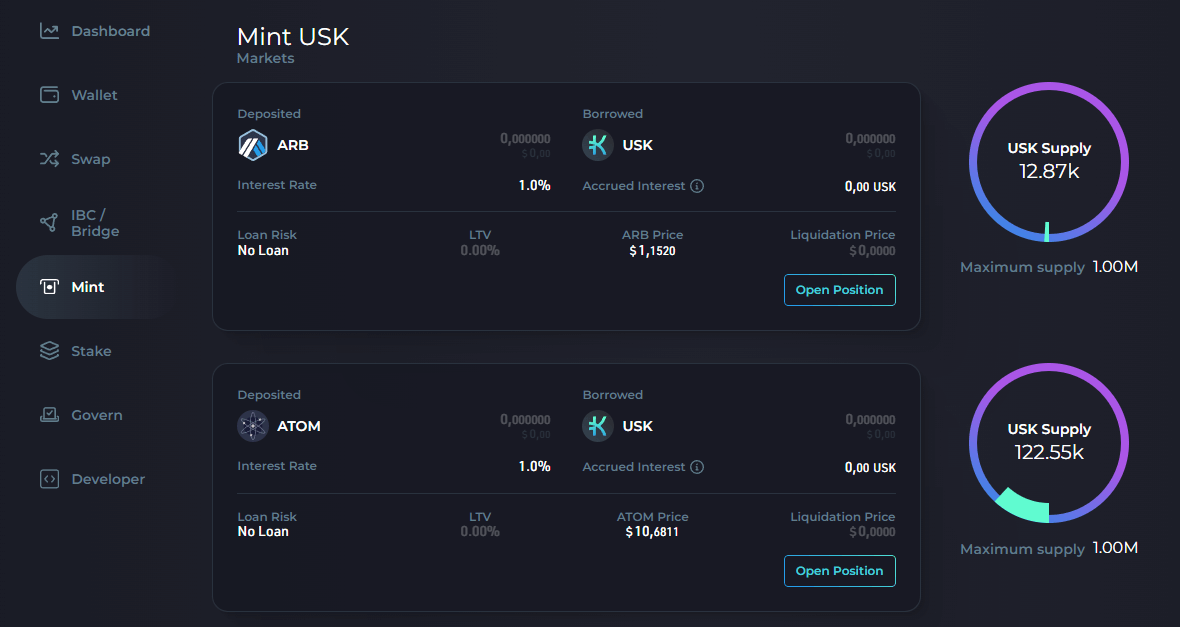 Dashboard
Wallet
Swap
IBC /
Bridge
Mint
Stake
Govern
Developer
Mint USK
Markets
Deposited
Borrowed
ARB
0,000000
$0,00
USK
0,000000
$0,00
Interest Rate
1.0%
Accrued Interest
0,00 USK
Loan Risk
No Loan
LTV
0.00%
ARB Price
$1,1520
Liquidation Price
$0,0000
Open Position
USK Supply
12.87k
Maximum supply 1.00M
Deposited
Borrowed
ATOM
0,000000
$0,00
USK
0,000000
$0,00
Interest Rate
1.0%
Accrued Interest
0,00 USK
Loan Risk
No Loan
LTV
0.00%
ATOM Price
$10,6811
Liquidation Price
$0,0000
Open Position
USK Supply
122.55k
Maximum supply 1.00M